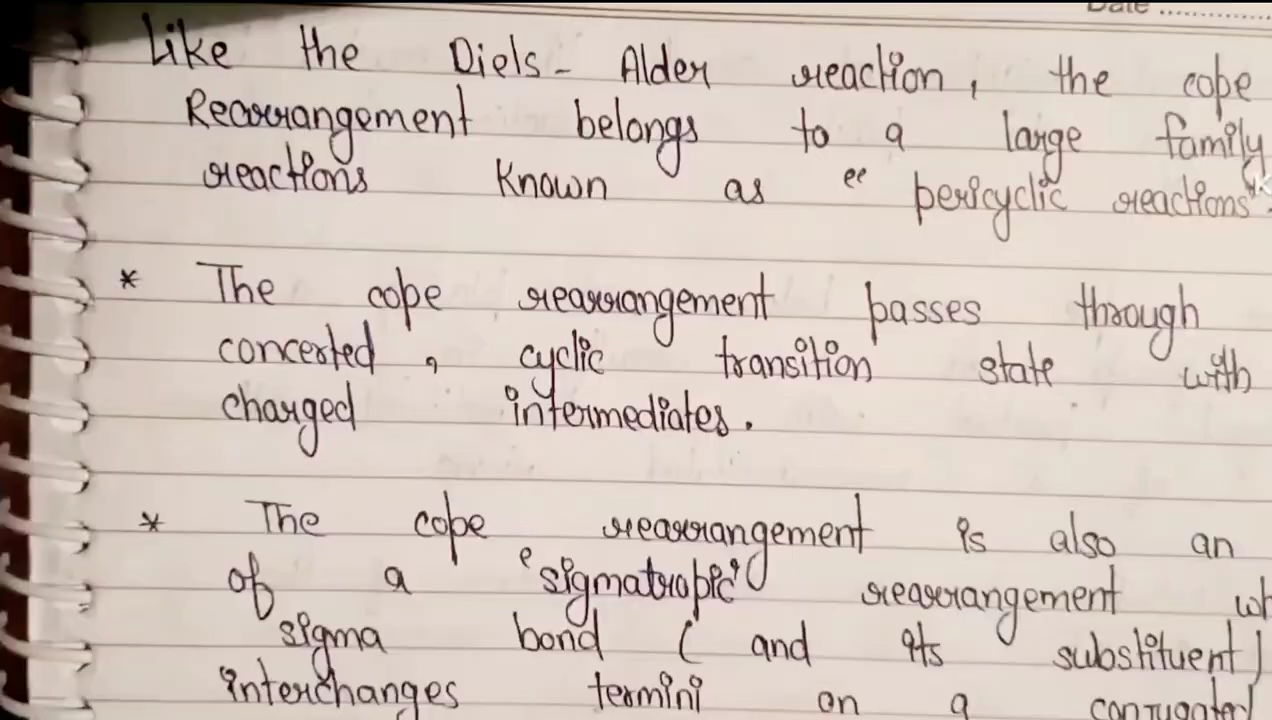 Date ............
Like the Diels- Alder reaction, the cope
Rearrangement belongs to a large family
reactions Known as " pericyclic reactions"
* The cope rearrangement passes through
concerted, cyclic transition state with
charged intermediates.
* The cope rearrangement is also an
of a "sigmatropic" rearrangement
sigma bond ( and its substituent)
interchanges termini on a